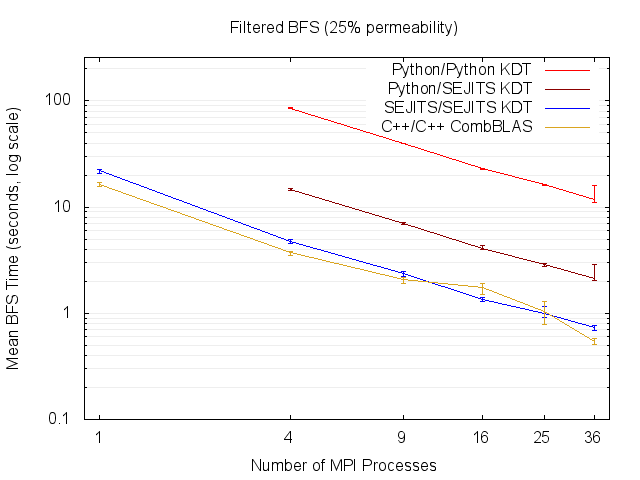 Filtered BFS (25% permeability)
Python/Python KDT
Python/SEJITS KDT
SEJITS/SEJITS KDT
C++/C++ CombBLAS
100
10
1
0.1
Mean BFS Time (seconds, log scale)
1 4 9 16 25 36
Number of MPI Processes